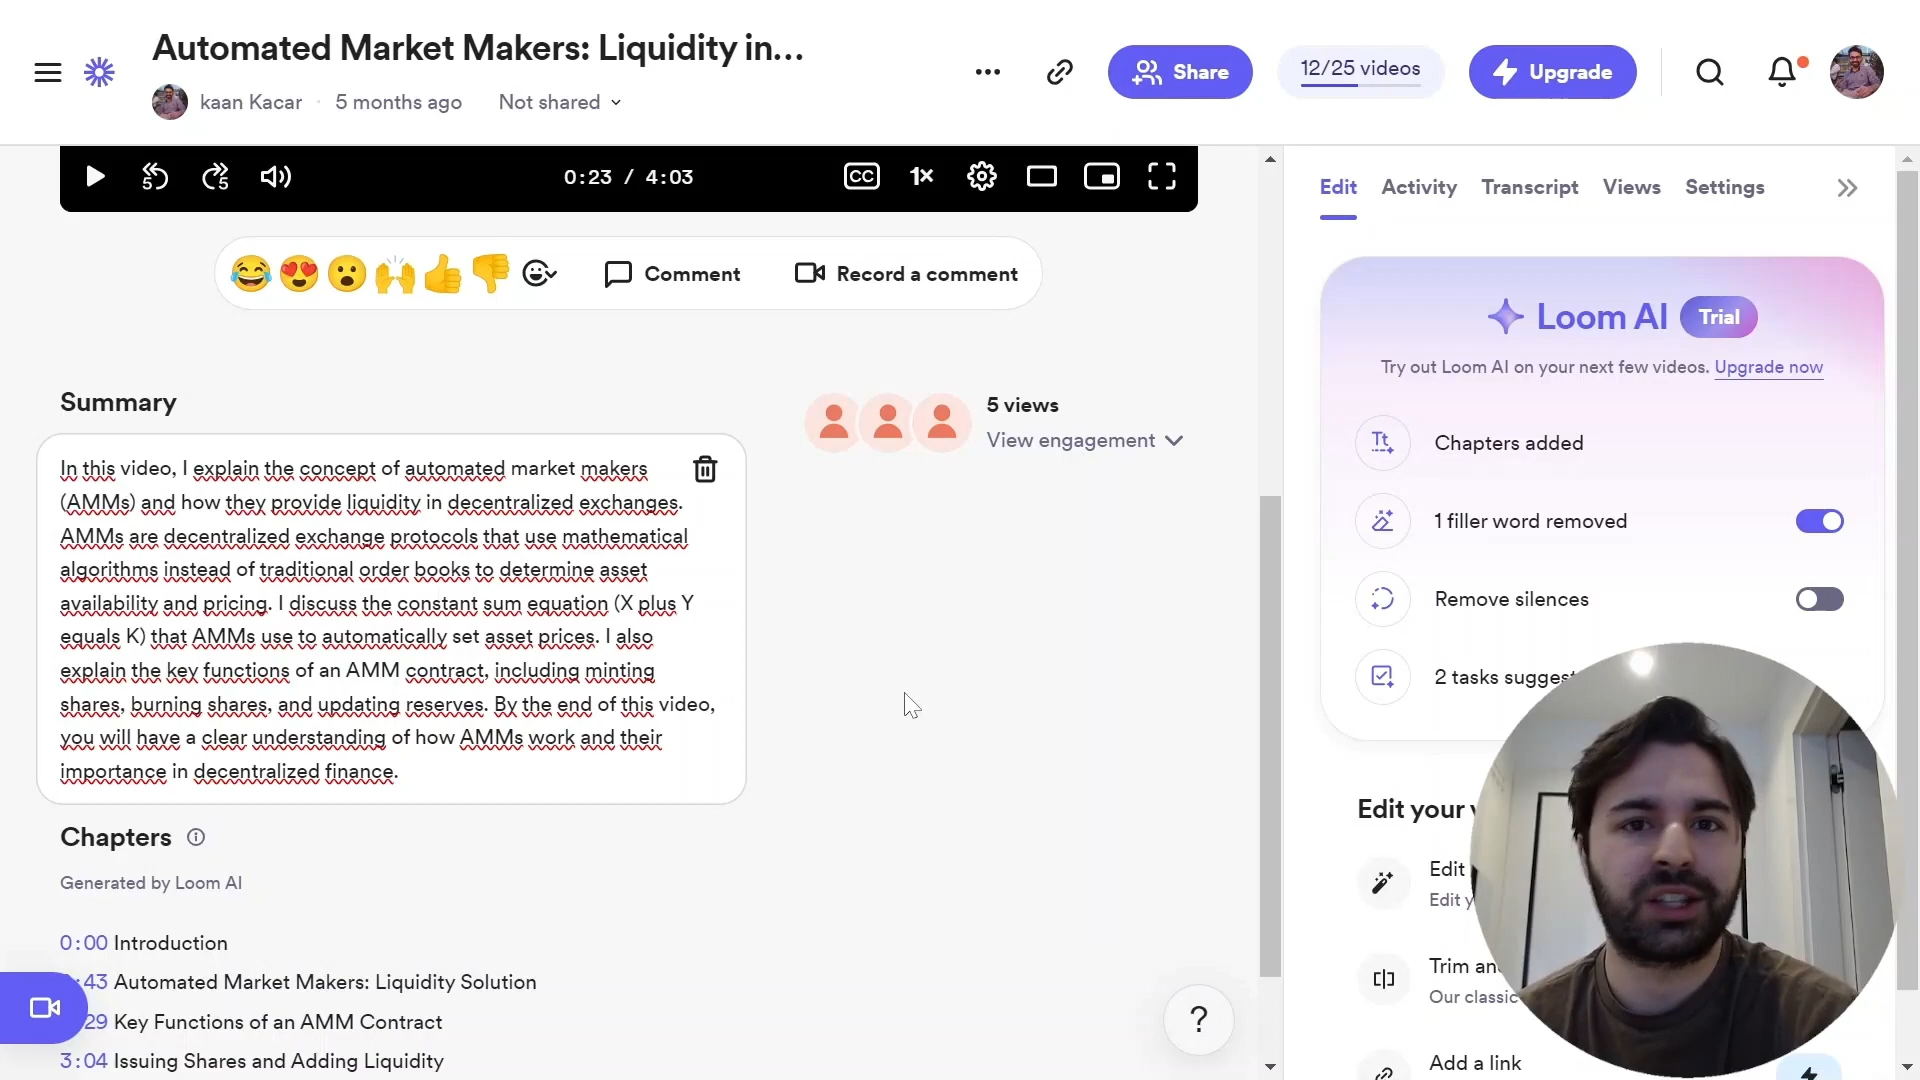 Automated Market Makers: Liquidity in...
kaan Kacar · 5 months ago Not shared
Share
12/25 videos
Upgrade
5 5 0:23 / 4:03 CC 1×
Comment Record a comment
Summary
In this video, I explain the concept of automated market makers
(AMMs) and how they provide liquidity in decentralized exchanges.
AMMs are decentralized exchange protocols that use mathematical
algorithms instead of traditional order books to determine asset
availability and pricing. I discuss the constant sum equation (X plus Y
equals K) that AMMs use to automatically set asset prices. I also
explain the key functions of an AMM contract, including minting
shares, burning shares, and updating reserves. By the end of this video,
you will have a clear understanding of how AMMs work and their
importance in decentralized finance.
5 views
View engagement
Chapters
Generated by Loom AI
0:00 Introduction
:43 Automated Market Makers: Liquidity Solution
29 Key Functions of an AMM Contract
3:04 Issuing Shares and Adding Liquidity
?
Edit Activity Transcript Views Settings
Loom AI Trial
Try out Loom AI on your next few videos. Upgrade now
Tt Chapters added
1 filler word removed
Remove silences
2 tasks suggest
Edit your
Edit
Edit y
Trim an
Our classic
Add a link